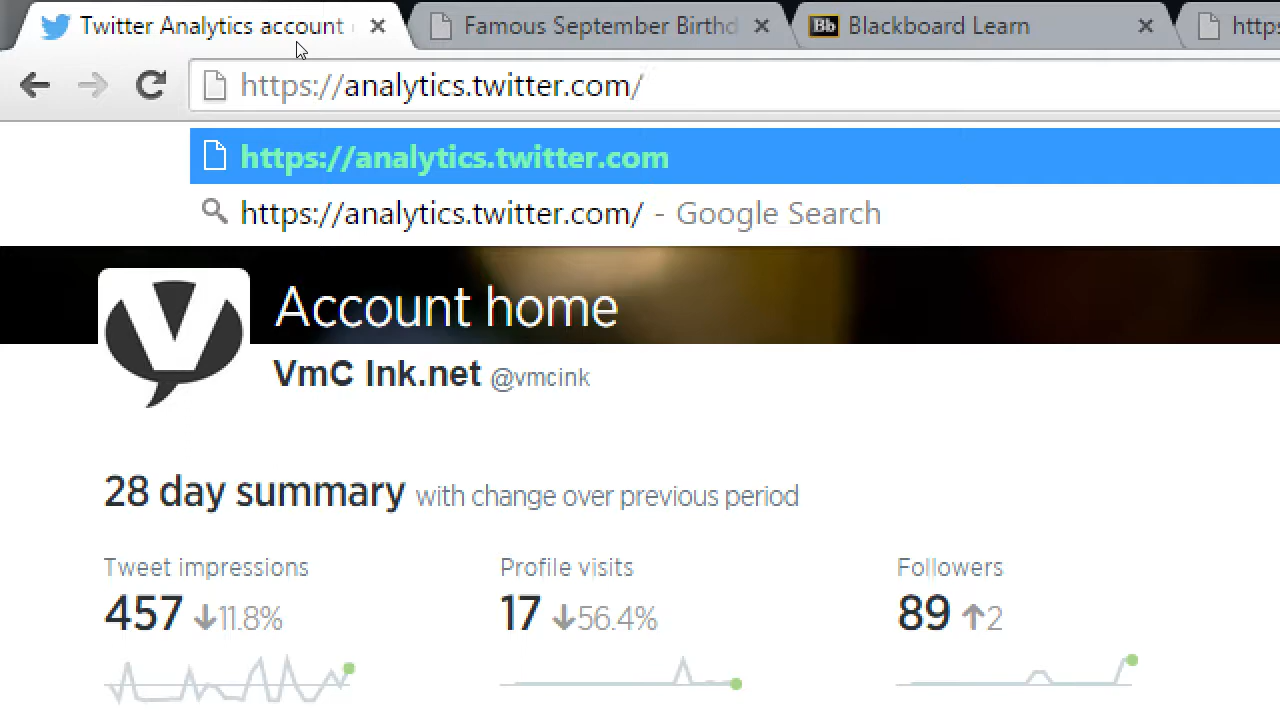 Twitter Analytics account
Famous September Birthd
Bb Blackboard Learn
https
https://analytics.twitter.com/
https://analytics.twitter.com
https://analytics.twitter.com/ - Google Search
Account home
VmC Ink.net @vmcink
28 day summary with change over previous period
Tweet impressions
457 ↓11.8%
Profile visits
17 ↓56.4%
Followers
89 ↑2